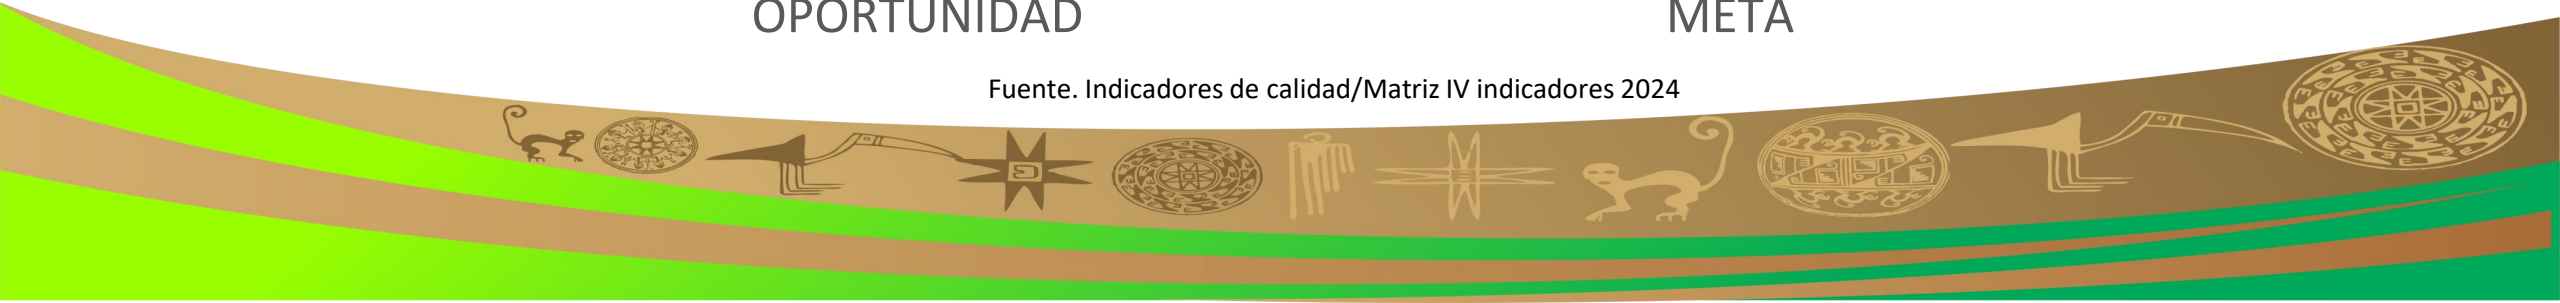 OPORTUNIDAD META
Fuente. Indicadores de calidad/Matriz IV indicadores 2024